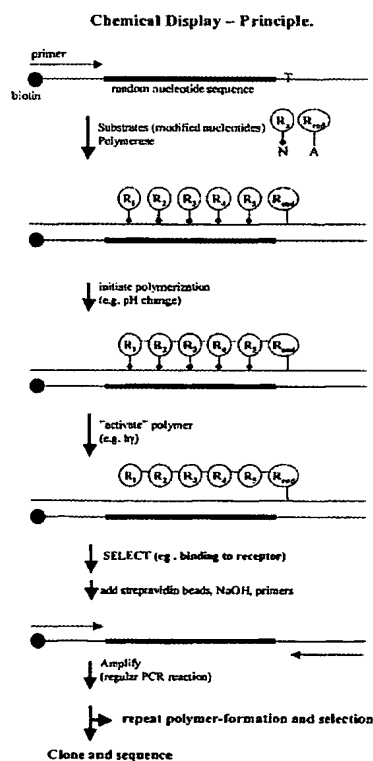 Chemical Display – Principle.
primer
T
biotin
random nucleotide sequence
Substrates (modified nucleotides)
Polymerase
Rx Rend
N A
R1 R2 R3 R4 R5 Rend
initiate polymerization
(e.g. pH change)
R1 R2 R3 R4 R5 Rend
"activate" polymer
(e.g. hγ)
R1 R2 R3 R4 R5 Rend
SELECT (eg. binding to receptor)
add streptavidin beads, NaOH, primers
Amplify
(regular PCR reaction)
repeat polymer-formation and selection
Clone and sequence